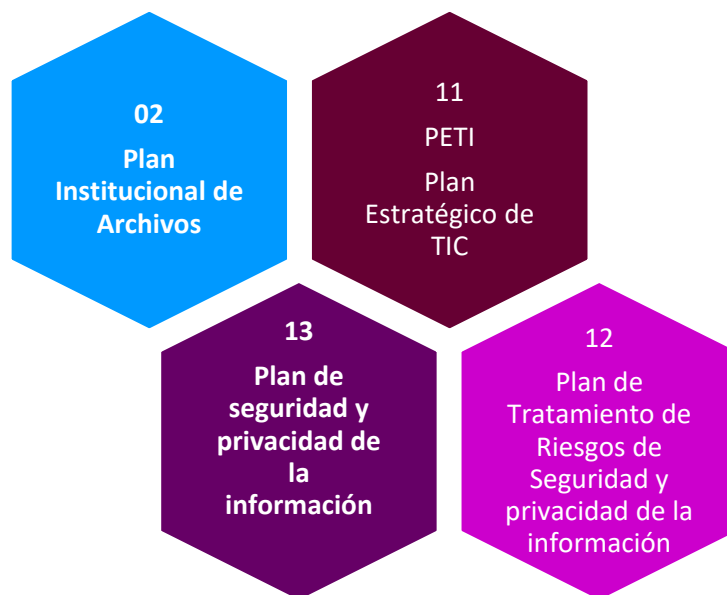 02
Plan
Institucional de
Archivos
11
PETI
Plan
Estratégico de
TIC
13
Plan de
seguridad y
privacidad de
la
información
12
Plan de
Tratamiento de
Riesgos de
Seguridad y
privacidad de la
información